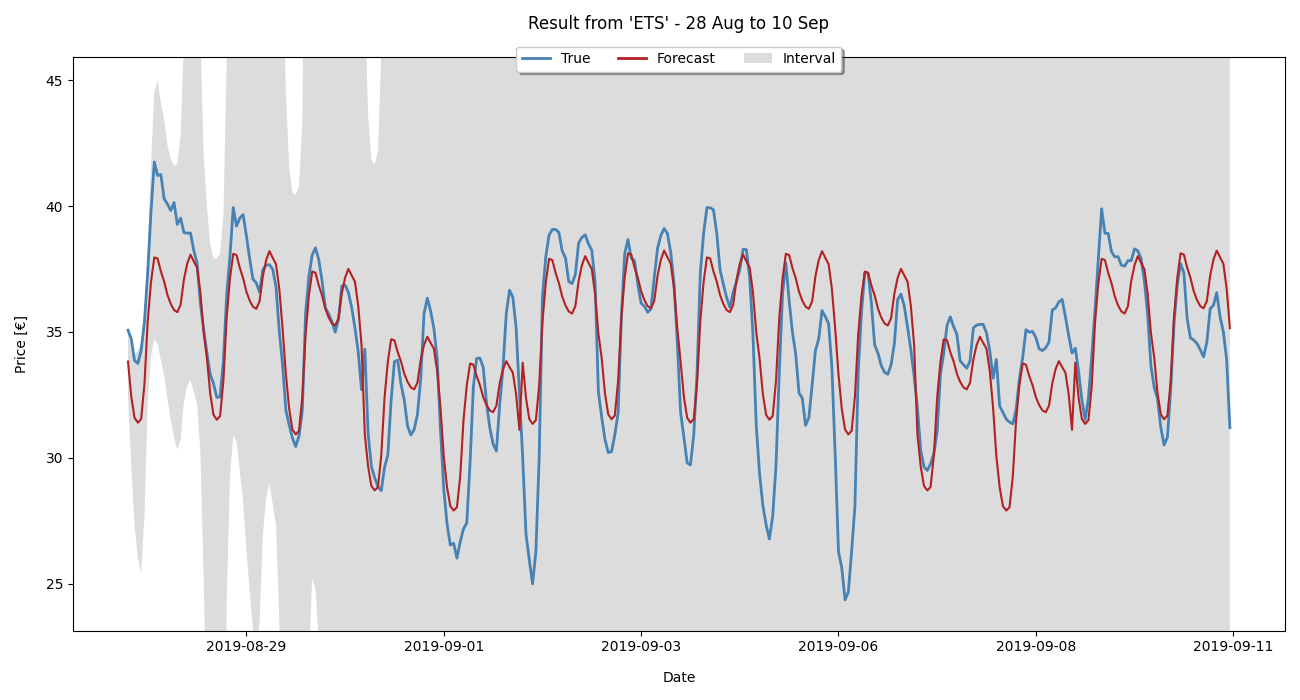 Result from 'ETS' - 28 Aug to 10 Sep
True Forecast Interval
45
40
35
30
25
Price [€]
2019-08-29 2019-09-01 2019-09-03 2019-09-06 2019-09-08 2019-09-11
Date